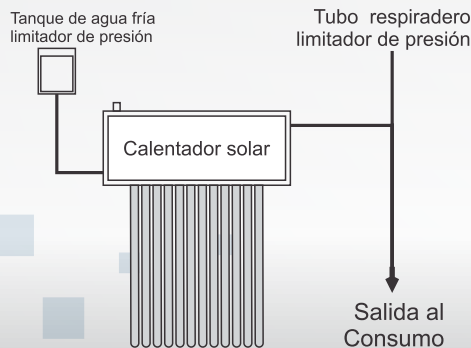 Tanque de agua fría
limitador de presión
Tubo respiradero
limitador de presión
Calentador solar
Salida al
Consumo